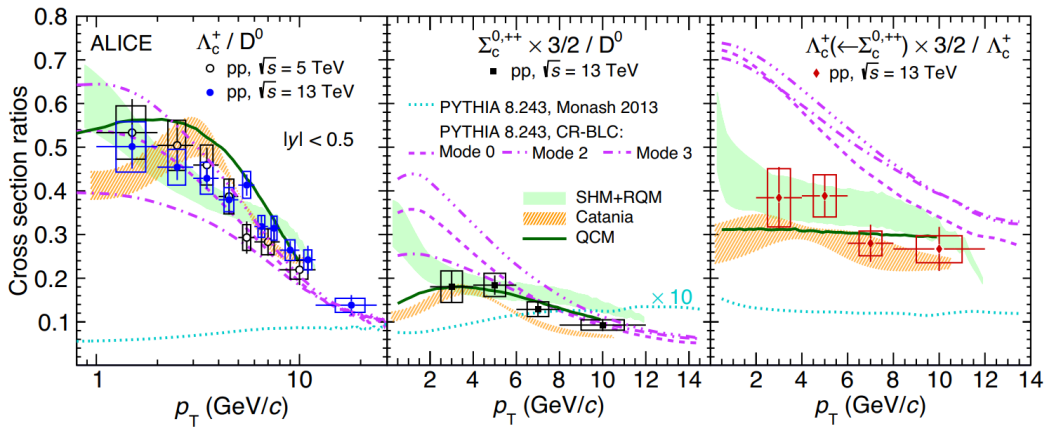 Cross section ratios
0.8
0.7
0.6
0.5
0.4
0.3
0.2
0.1
ALICE
Λc+ / D0
pp, √s = 5 TeV
pp, √s = 13 TeV
|y| < 0.5
1 10
pT (GeV/c)
Σc0,++ × 3/2 / D0
pp, √s = 13 TeV
PYTHIA 8.243, Monash 2013
PYTHIA 8.243, CR-BLC:
Mode 0 Mode 2 Mode 3
SHM+RQM
Catania
QCM
× 10
2 4 6 8 10 12 14
pT (GeV/c)
Λc+(←Σc0,++) × 3/2 / Λc+
pp, √s = 13 TeV
2 4 6 8 10 12 14
pT (GeV/c)